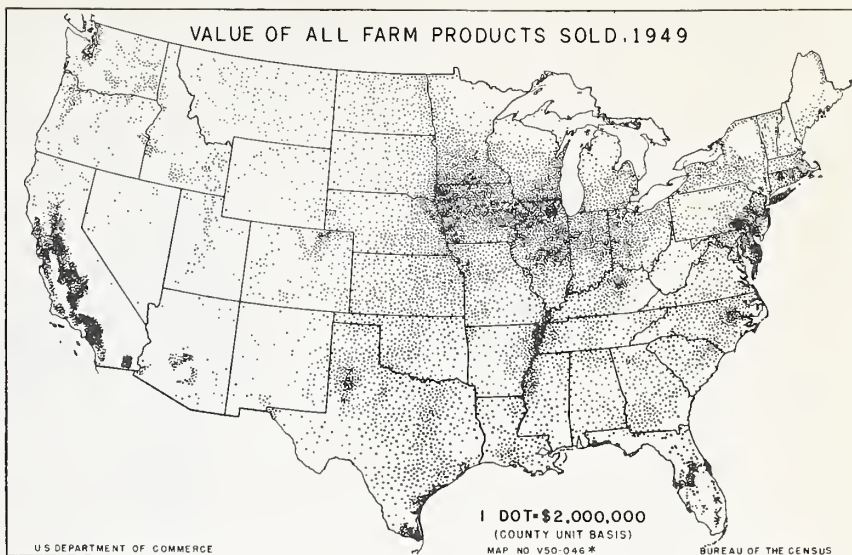 VALUE OF ALL FARM PRODUCTS SOLD, 1949
1 DOT=$2,000,000
(COUNTY UNIT BASIS)
U S DEPARTMENT OF COMMERCE
MAP NO V50-046*
BUREAU OF THE CENSUS